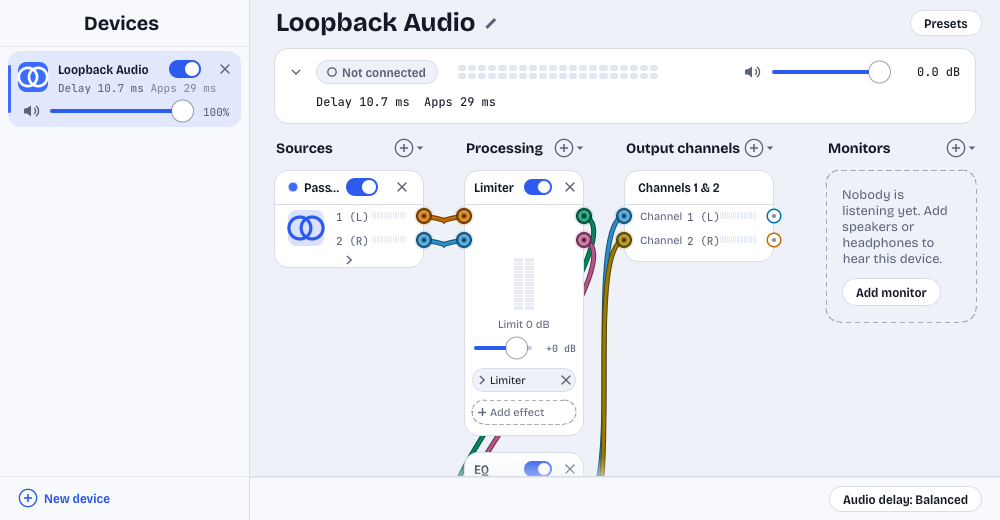 Devices
Loopback Audio
Delay 10.7 ms Apps 29 ms
100%
New device
Loopback Audio
Presets
Not connected
0.0 dB
Delay 10.7 ms Apps 29 ms
Sources
Processing
Output channels
Monitors
Pass...
1 (L)
2 (R)
Limiter
Limit 0 dB
+0 dB
Limiter
Add effect
EQ
Channels 1 & 2
Channel 1 (L)
Channel 2 (R)
Nobody is
listening yet. Add
speakers or
headphones to
hear this device.
Add monitor
Audio delay: Balanced